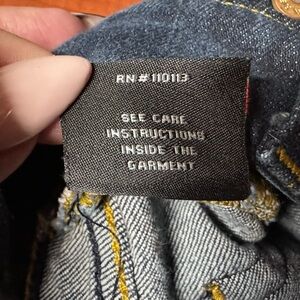 RN# 110113
SEE CARE
INSTRUCTIONS
INSIDE THE
GARMENT